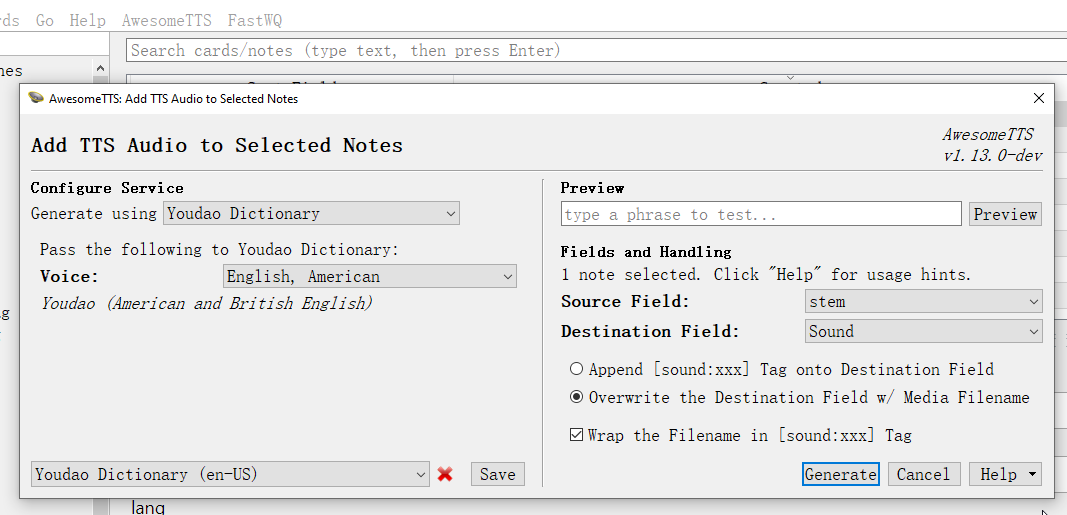 Go Help AwesomeTTS FastWQ
Search cards/notes (type text, then press Enter)
AwesomeTTS: Add TTS Audio to Selected Notes
Add TTS Audio to Selected Notes
AwesomeTTS
v1.13.0-dev
Configure Service
Generate using Youdao Dictionary
Pass the following to Youdao Dictionary:
Voice: English, American
Youdao (American and British English)
Youdao Dictionary (en-US)
Save
Preview
type a phrase to test... Preview
Fields and Handling
1 note selected. Click "Help" for usage hints.
Source Field: stem
Destination Field: Sound
Append [sound:xxx] Tag onto Destination Field
Overwrite the Destination Field w/ Media Filename
Wrap the Filename in [sound:xxx] Tag
Generate Cancel Help
lang